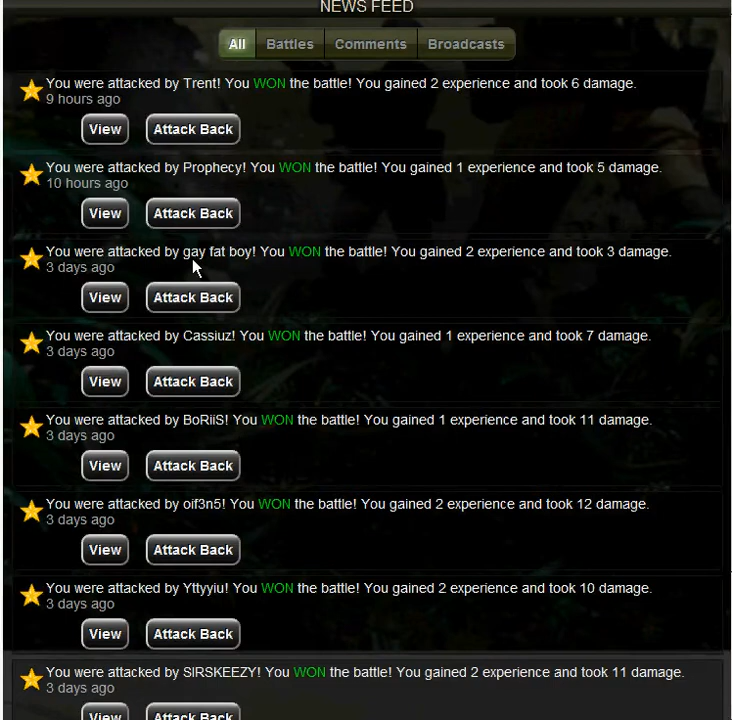 NEWS FEED
All Battles Comments Broadcasts
You were attacked by Trent! You WON the battle! You gained 2 experience and took 6 damage.
9 hours ago
View Attack Back
You were attacked by Prophecy! You WON the battle! You gained 1 experience and took 5 damage.
10 hours ago
View Attack Back
You were attacked by gay fat boy! You WON the battle! You gained 2 experience and took 3 damage.
3 days ago
View Attack Back
You were attacked by Cassiuz! You WON the battle! You gained 1 experience and took 7 damage.
3 days ago
View Attack Back
You were attacked by BoRiiS! You WON the battle! You gained 1 experience and took 11 damage.
3 days ago
View Attack Back
You were attacked by oif3n5! You WON the battle! You gained 2 experience and took 12 damage.
3 days ago
View Attack Back
You were attacked by Yttyyiu! You WON the battle! You gained 2 experience and took 10 damage.
3 days ago
View Attack Back
You were attacked by SIRSKEEZY! You WON the battle! You gained 2 experience and took 11 damage.
3 days ago
View Attack Back